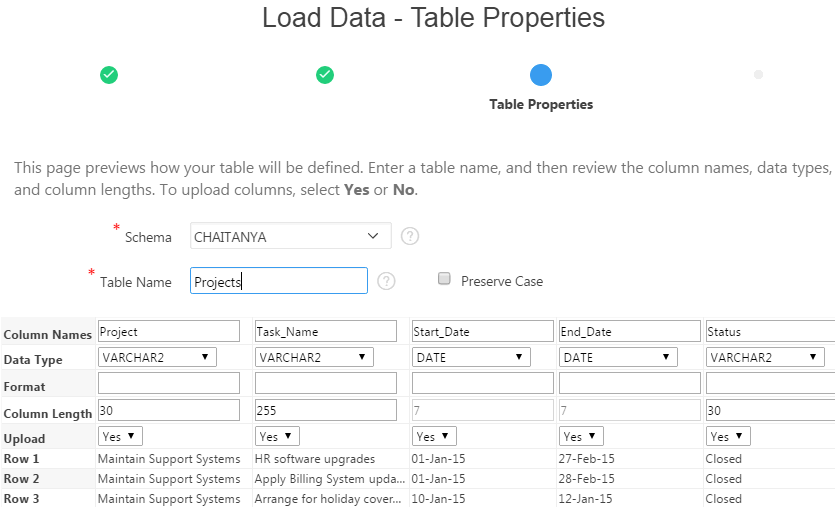 Load Data - Table Properties
Table Properties
This page previews how your table will be defined. Enter a table name, and then review the column names, data types,
and column lengths. To upload columns, select Yes or No.
* Schema CHAITANYA ?
* Table Name Projects ? Preserve Case
Column Names Project Task_Name Start_Date End_Date Status
Data Type VARCHAR2 VARCHAR2 DATE DATE VARCHAR2
Format
Column Length 30 255 7 7 30
Upload Yes Yes Yes Yes Yes
Row 1 Maintain Support Systems HR software upgrades 01-Jan-15 27-Feb-15 Closed
Row 2 Maintain Support Systems Apply Billing System upda... 01-Jan-15 28-Feb-15 Closed
Row 3 Maintain Support Systems Arrange for holiday cover... 10-Jan-15 12-Jan-15 Closed